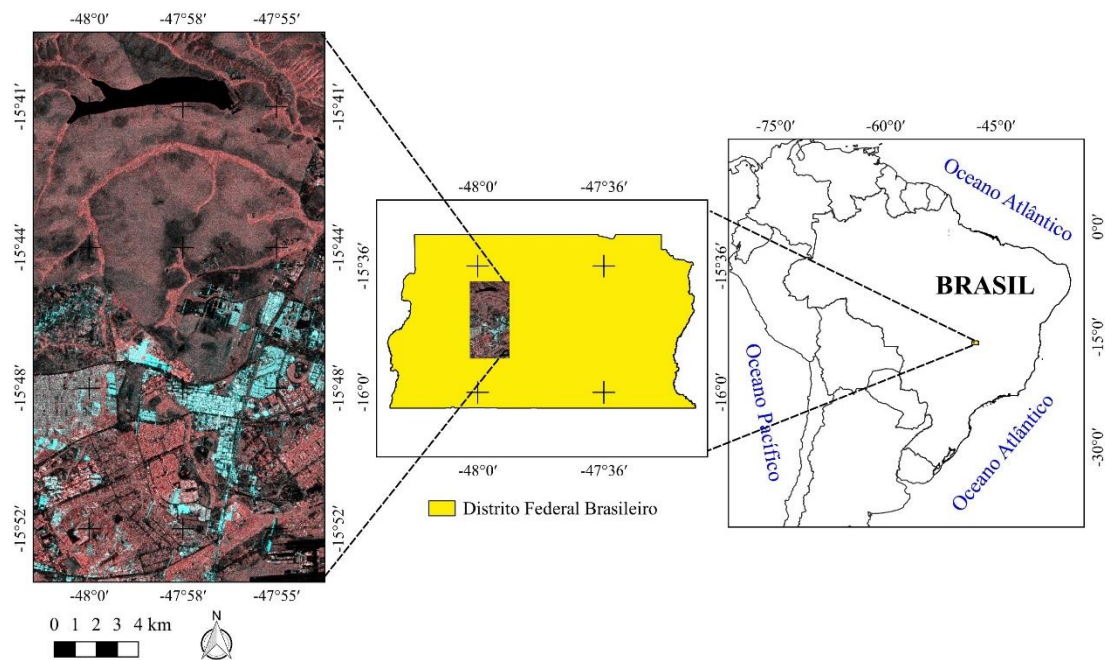 -48°0′ -47°58′ -47°55′
-15°41′ -15°41′
-15°44′ -15°44′
-15°48′ -15°48′
-15°52′ -15°52′
-48°0′ -47°58′ -47°55′
0 1 2 3 4 km
N
-48°0′ -47°36′
-15°36′ -15°36′
-16°0′ -16°0′
-48°0′ -47°36′
Distrito Federal Brasileiro
-75°0′ -60°0′ -45°0′
Oceano Atlântico
0°0′
BRASIL
-15°0′
Oceano Pacífico
Oceano Atlântico
-30°0′